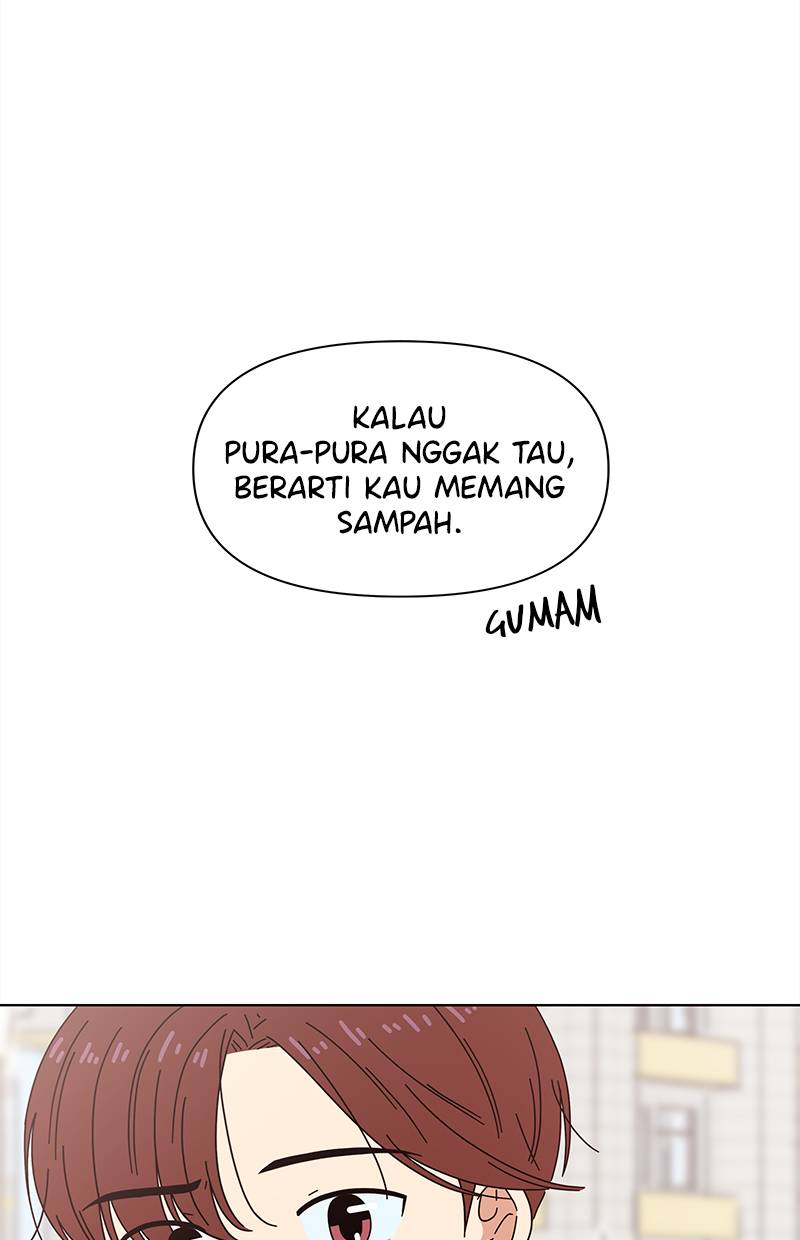 KALAU
PURA-PURA NGGAK TAU,
BERARTI KAU MEMANG
SAMPAH.
GUMAM